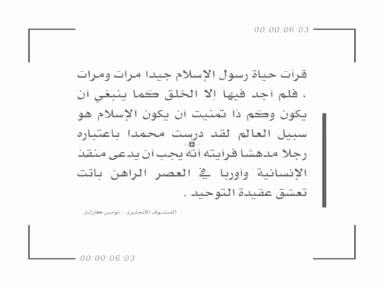 00:00:06:03
قرأت حياة رسول الإسلام جيدا مرات ومرات
، فلم أجد فيها إلا الخلق كما ينبغي أن
يكون وكم ذا تمنيت أن يكون الإسلام هو
سبيل العالم لقد درست محمدا باعتباره
رجلا مدهشا فرأيته أنه يجب أن يدعى منقذ
الإنسانية وأوربا في العصر الراهن باتت
تعشق عقيدة التوحيد .
الفيلسوف الإنجليزي : توماس كارليل
00:00:06:03